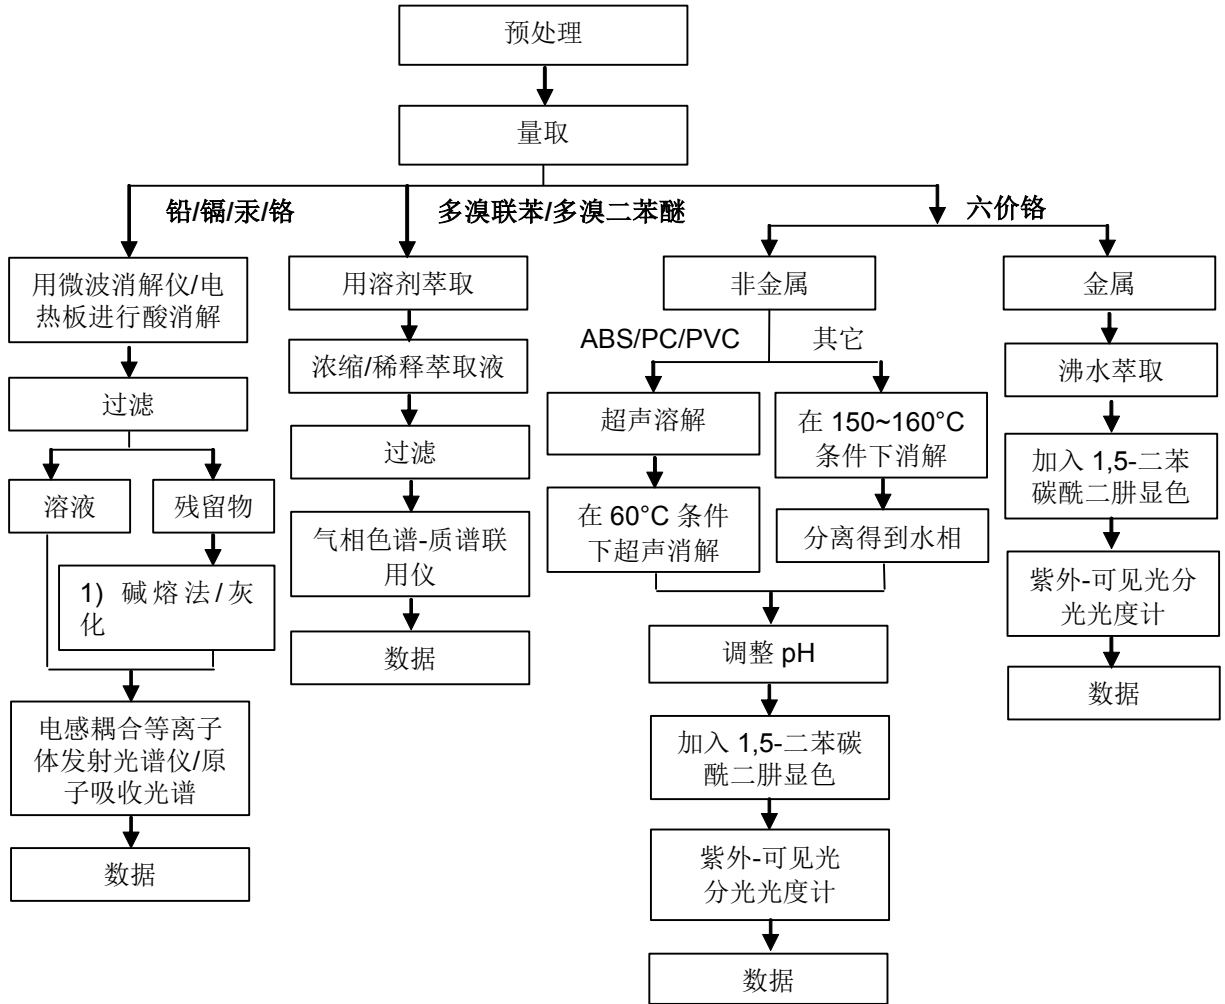 预处理
量取
铅/镉/汞/铬
多溴联苯/多溴二苯醚
六价铬
用微波消解仪/电
热板进行酸消解
过滤
溶液
残留物
1) 碱熔法/灰
化
电感耦合等离子
体发射光谱仪/原
子吸收光谱
数据
用溶剂萃取
浓缩/稀释萃取液
过滤
气相色谱-质谱联
用仪
数据
非金属
ABS/PC/PVC
其它
超声溶解
在 60°C 条件
下超声消解
在 150~160°C
条件下消解
分离得到水相
调整 pH
加入 1,5-二苯碳
酰二肼显色
紫外-可见光
分光光度计
数据
金属
沸水萃取
加入 1,5-二苯
碳酰二肼显色
紫外-可见光分
光光度计
数据